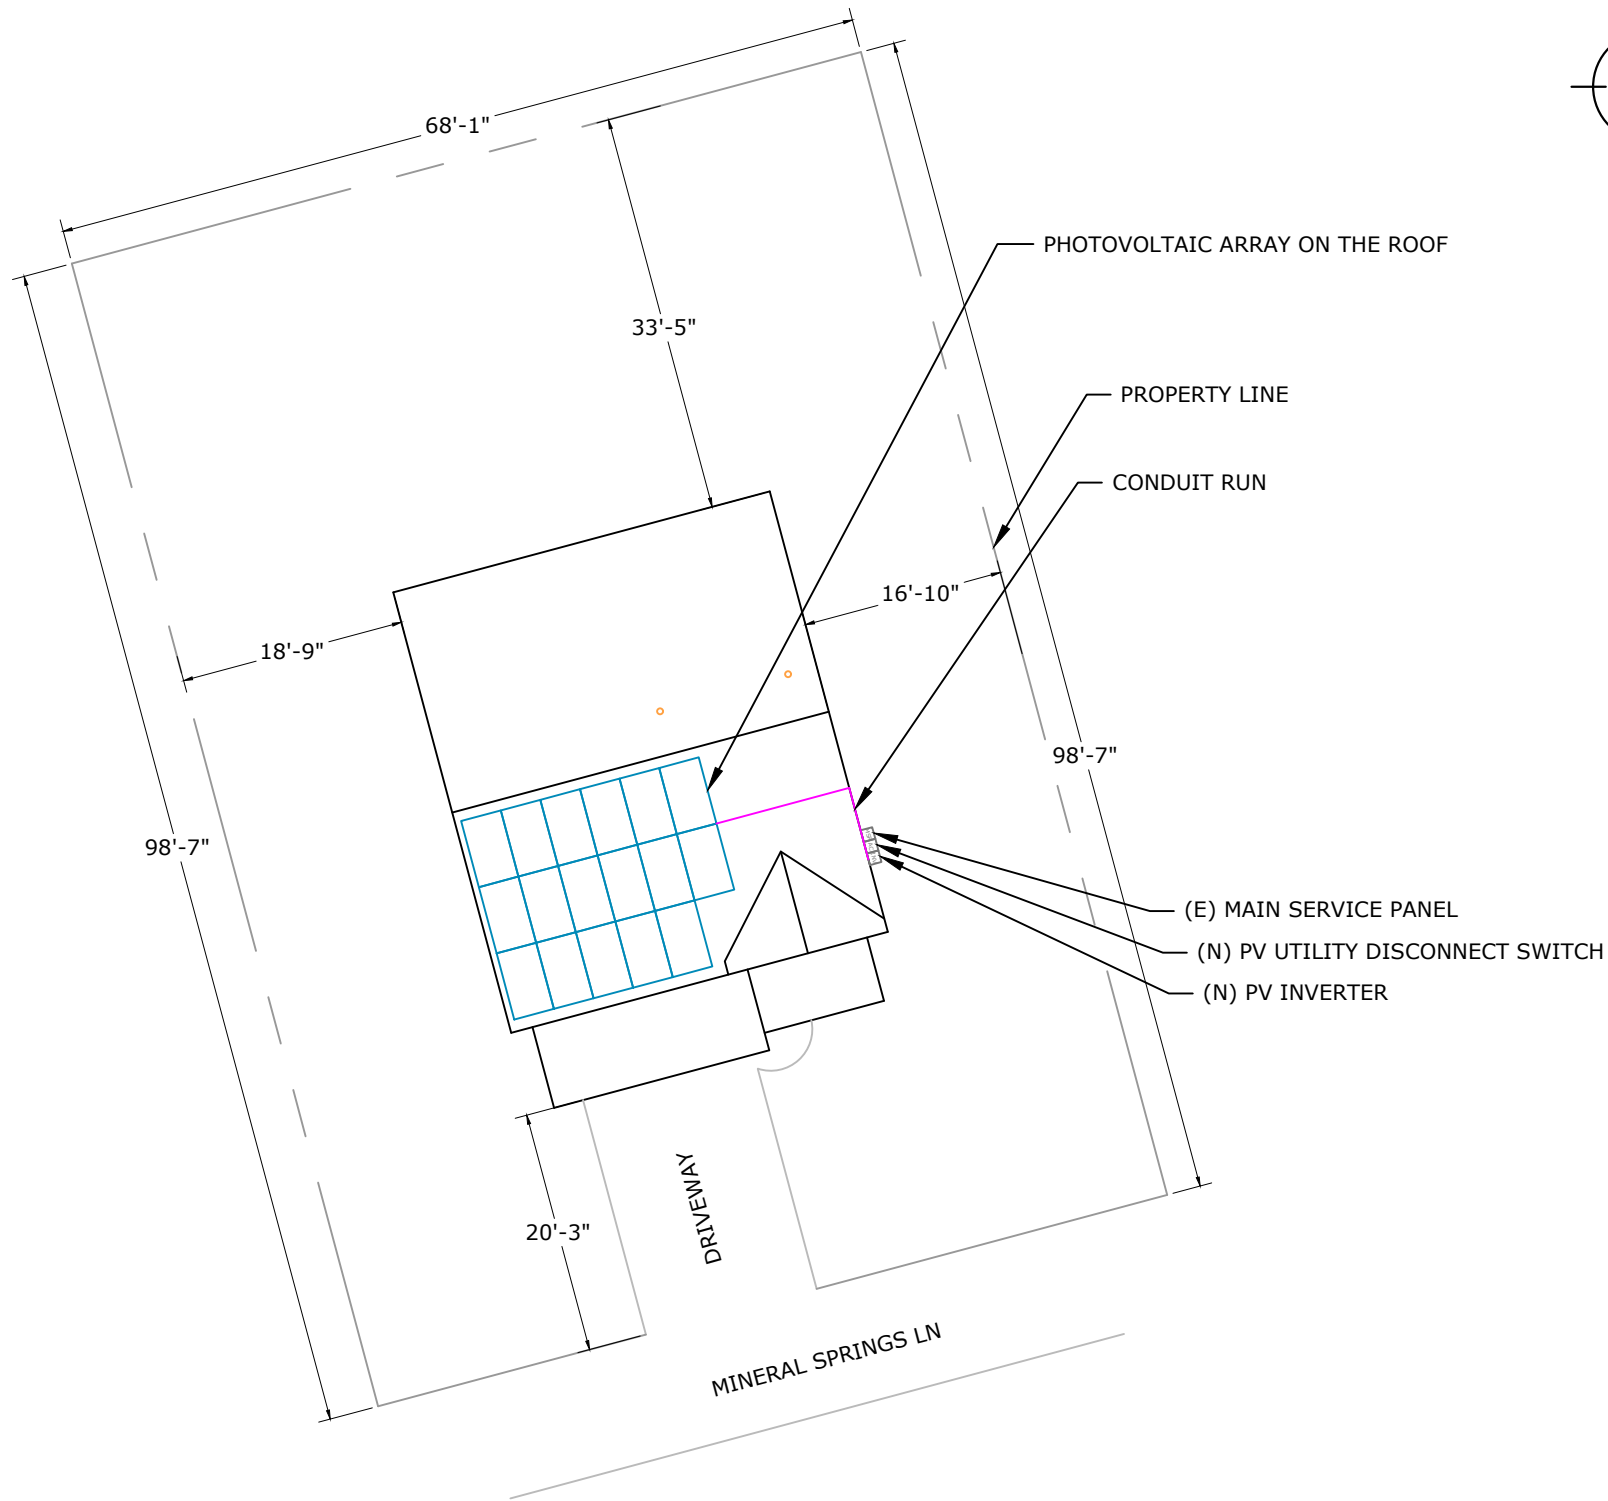 68'-1"
PHOTOVOLTAIC ARRAY ON THE ROOF
33'-5"
PROPERTY LINE
CONDUIT RUN
16'-10"
18'-9"
98'-7"
98'-7"
(E) MAIN SERVICE PANEL
(N) PV UTILITY DISCONNECT SWITCH
(N) PV INVERTER
DRIVEWAY
20'-3"
MINERAL SPRINGS LN